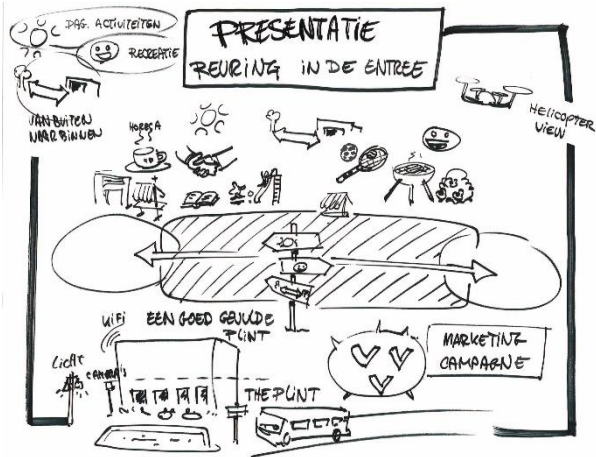 DAG. ACTIVITEITEN
RECREATIE
VAN BUITEN
NAAR BINNEN
PRESENTATIE
REURING IN DE ENTREE
HELICOPTER
VIEW
HORECA
WIFI
EEN GOED GEVULDE
PLINT
LICHT
CAMERA'S
THE PLINT
MARKETING
CAMPAGNE